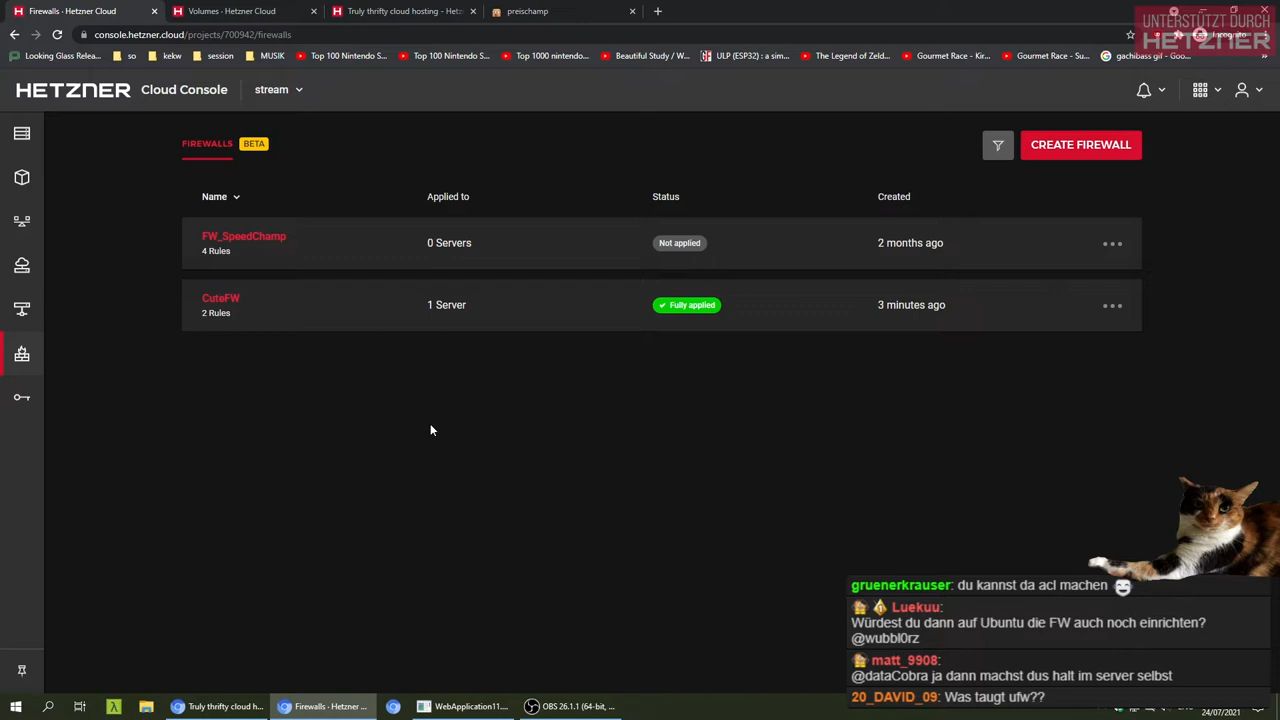 Firewalls · Hetzner Cloud
Volumes · Hetzner Cloud
Truly thrifty cloud hosting - Hetz
preischamp
UNTERSTÜTZT DURCH
HETZNER
console.hetzner.cloud/projects/700942/firewalls
Incognito
Looking Glass Relea...
so
kekw
session
MUSIK
Top 100 Nintendo S...
Top 100 Nintendo S...
Top 1000 nintendo...
Beautiful Study / W...
ULP (ESP32) : a sim...
The Legend of Zeld...
Gourmet Race - Kir...
Gourmet Race - Su...
gachibass gif - Goo...
HETZNER
Cloud Console
stream
FIREWALLS
BETA
CREATE FIREWALL
Name
Applied to
Status
Created
FW_SpeedChamp
4 Rules
0 Servers
Not applied
2 months ago
CuteFW
2 Rules
1 Server
Fully applied
3 minutes ago
gruenerkrauser: du kannst da acl machen
Luekuu:
Würdest du dann auf Ubuntu die FW auch noch einrichten?
@wubbl0rz
matt_9908:
@dataCobra ja dann machst dus halt im server selbst
20_DAVID_09: Was taugt ufw??
Truly thrifty cloud h...
Firewalls · Hetzner ...
WebApplication11...
OBS 26.1.1 (64-bit, ...
24/07/2021